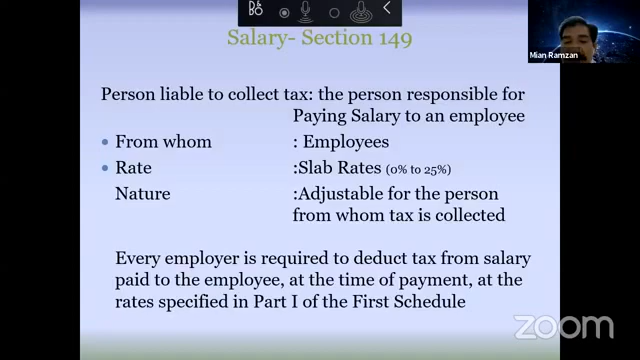 B&
BO
Salary- Section 149
Mian Ramzan
Person liable to collect tax: the person responsible for
Paying Salary to an employee
From whom : Employees
Rate :Slab Rates (0% to 25%)
Nature :Adjustable for the person
from whom tax is collected
Every employer is required to deduct tax from salary
paid to the employee, at the time of payment, at the
rates specified in Part I of the First Schedule
zoom